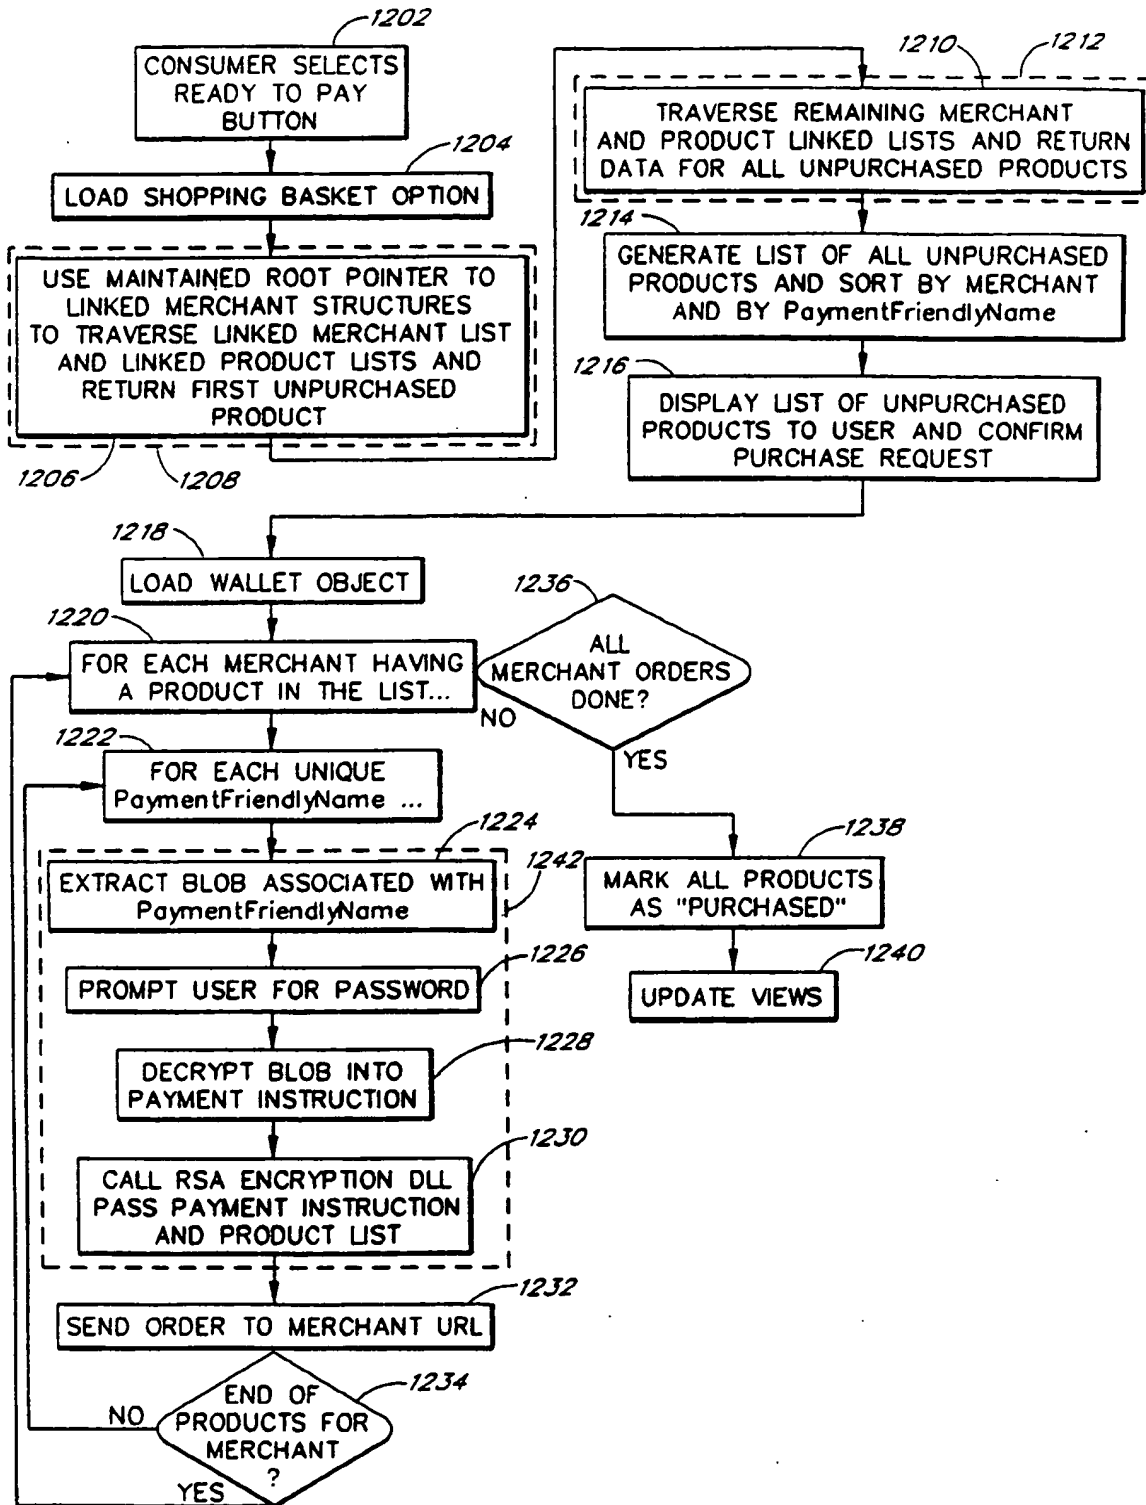 1202
CONSUMER SELECTS
READY TO PAY
BUTTON
1204
LOAD SHOPPING BASKET OPTION
USE MAINTAINED ROOT POINTER TO
LINKED MERCHANT STRUCTURES
TO TRAVERSE LINKED MERCHANT LIST
AND LINKED PRODUCT LISTS AND
RETURN FIRST UNPURCHASED
PRODUCT
1206
1208
1210
1212
TRAVERSE REMAINING MERCHANT
AND PRODUCT LINKED LISTS AND RETURN
DATA FOR ALL UNPURCHASED PRODUCTS
1214
GENERATE LIST OF ALL UNPURCHASED
PRODUCTS AND SORT BY MERCHANT
AND BY PaymentFriendlyName
1216
DISPLAY LIST OF UNPURCHASED
PRODUCTS TO USER AND CONFIRM
PURCHASE REQUEST
1218
LOAD WALLET OBJECT
1220
FOR EACH MERCHANT HAVING
A PRODUCT IN THE LIST...
1236
ALL
MERCHANT ORDERS
DONE?
NO
YES
1222
FOR EACH UNIQUE
PaymentFriendlyName ...
1224
1242
EXTRACT BLOB ASSOCIATED WITH
PaymentFriendlyName
1226
PROMPT USER FOR PASSWORD
1228
DECRYPT BLOB INTO
PAYMENT INSTRUCTION
1230
CALL RSA ENCRYPTION DLL
PASS PAYMENT INSTRUCTION
AND PRODUCT LIST
1232
SEND ORDER TO MERCHANT URL
1234
END OF
PRODUCTS FOR
MERCHANT
?
NO
YES
1238
MARK ALL PRODUCTS
AS "PURCHASED"
1240
UPDATE VIEWS